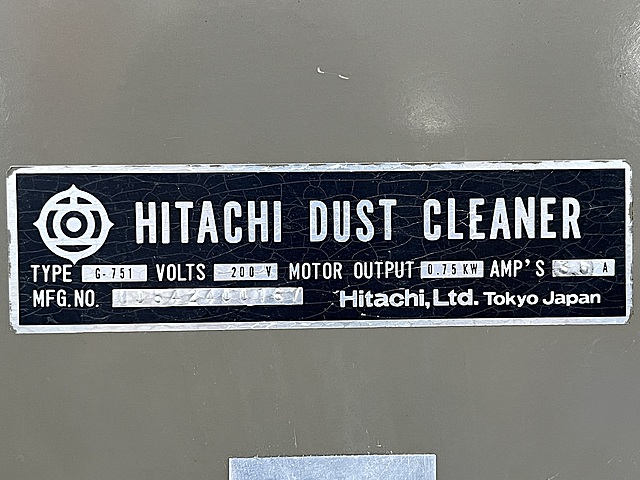 HITACHI DUST CLEANER
TYPE G-751 VOLTS 200 V MOTOR OUTPUT 0.75 KW AMP'S A
MFG.NO. Hitachi, Ltd. Tokyo Japan